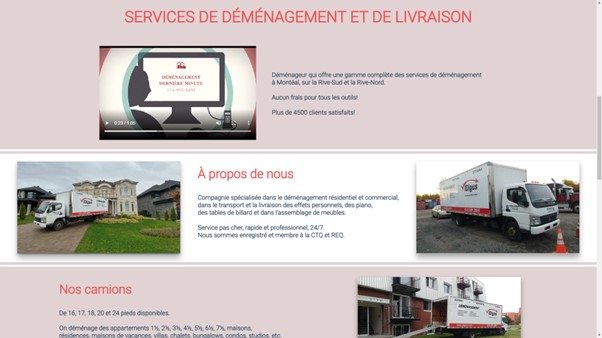 SERVICES DE DÉMÉNAGEMENT ET DE LIVRAISON
DÉMÉNAGEMENT
DERNIÈRE MINUTE
0:00 / 1:01
Déménageur qui offre une gamme complète des services de déménagement
à Montréal, sur la Rive-Sud et la Rive-Nord.
Aucun frais pour tous les outils!
Plus de 4500 clients satisfaits!
À propos de nous
Compagnie spécialisée dans le déménagement résidentiel et commercial,
dans le transport et la livraison des effets personnels, des piano,
des tables de billard et dans l'assemblage de meubles.
Service pas cher, rapide et professionnel, 24/7.
Nous sommes enregistré et membre à la CTQ et REQ.
Nos camions
De 16, 17, 18, 20 et 24 pieds disponibles.
On déménage des appartements 1½, 2½, 3½, 4½, 5½, 6½, 7½, maisons,
résidences, maisons de vacances, villas, chalets, bungalows, condos, studios, etc.